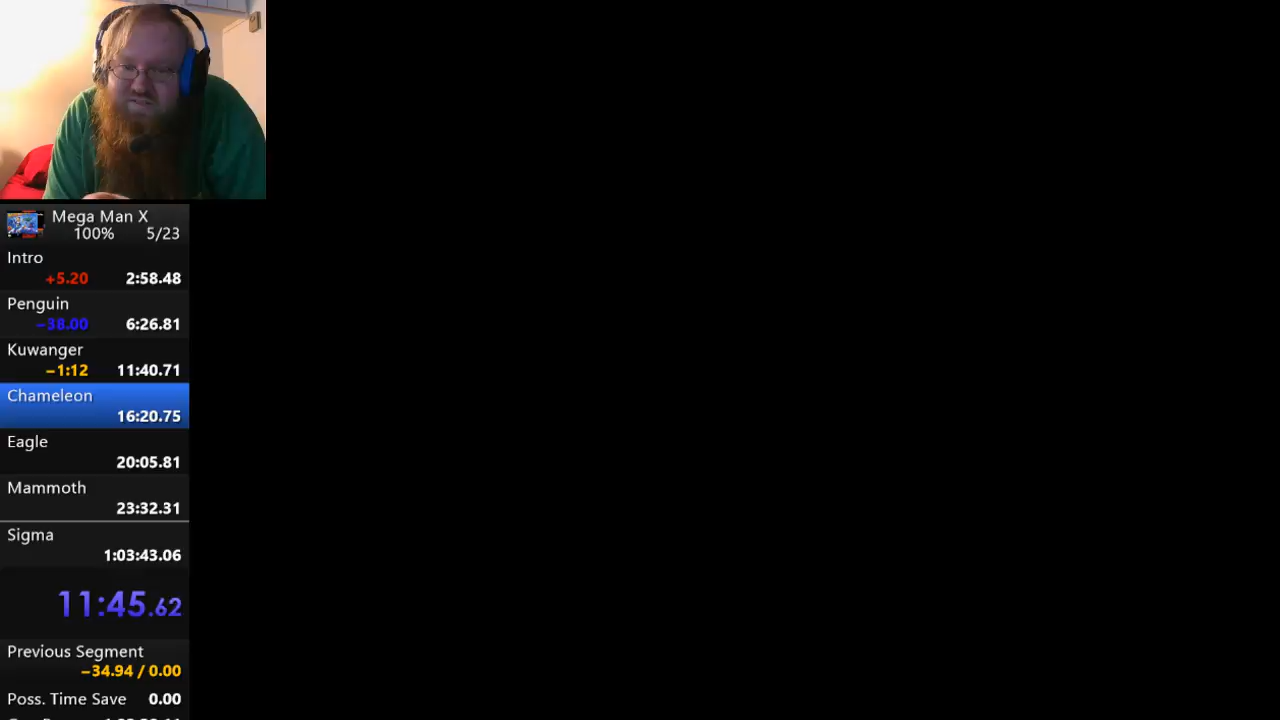 Mega Man X
100% 5/23
Intro
+5.20 2:58.48
Penguin
−38.00 6:26.81
Kuwanger
−1:12 11:40.71
Chameleon
16:20.75
Eagle
20:05.81
Mammoth
23:32.31
Sigma
1:03:43.06
11:45.62
Previous Segment
−34.94 / 0.00
Poss. Time Save 0.00